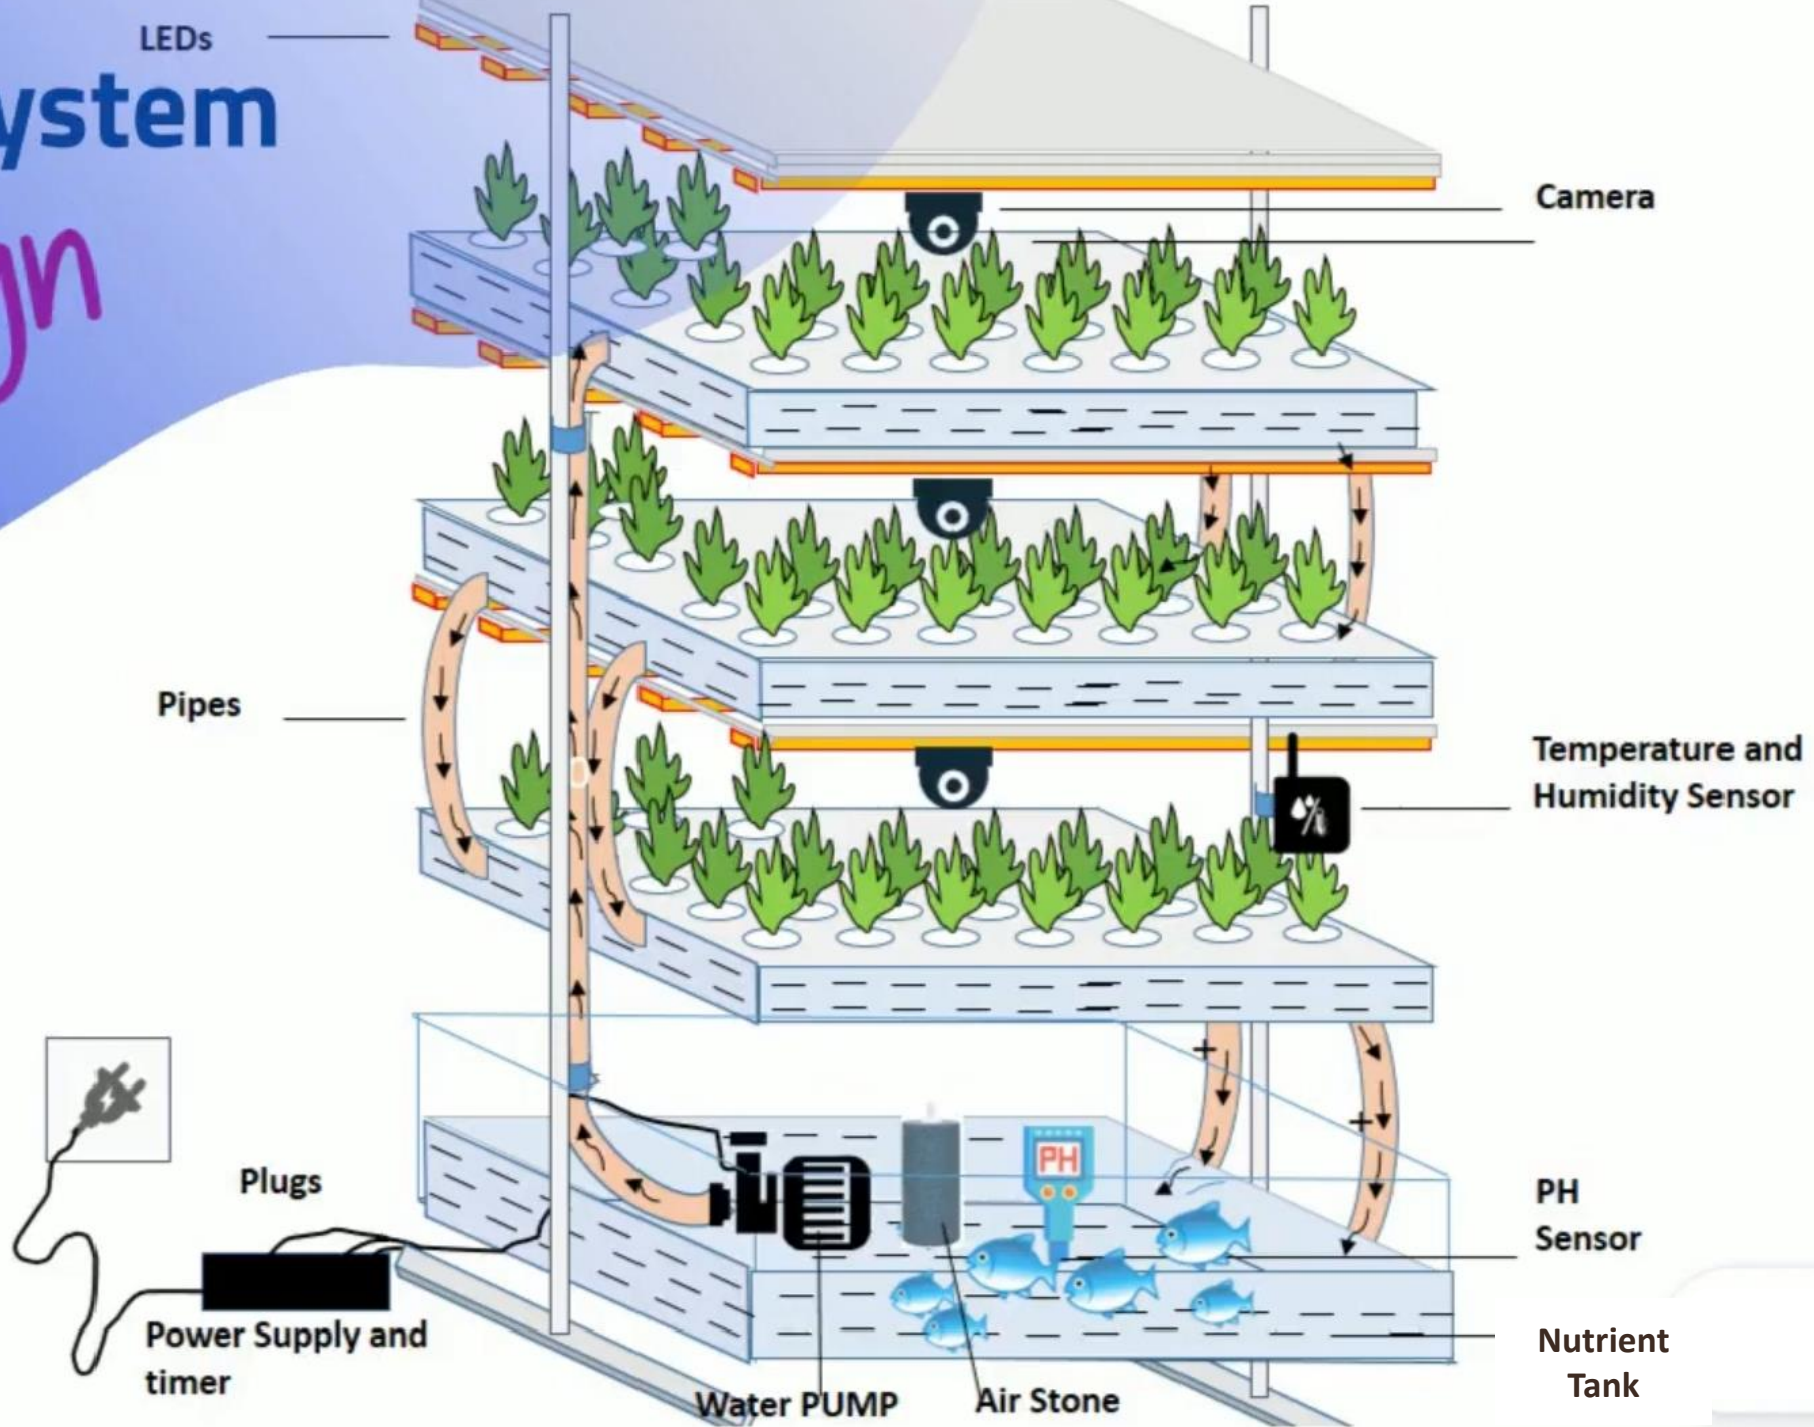 LEDs
ystem
gn
Camera
Pipes
Temperature and
Humidity Sensor
Plugs
PH
PH
Sensor
Power Supply and
timer
Nutrient
Tank
Water PUMP
Air Stone